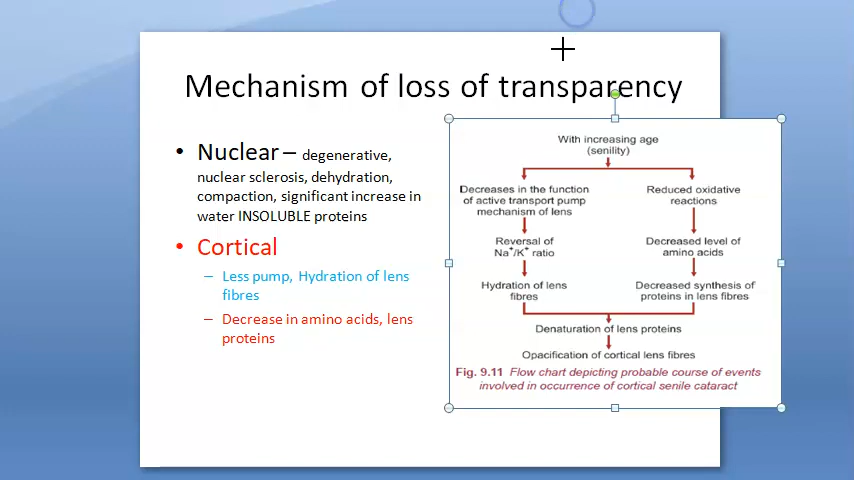 Mechanism of loss of transparency
• Nuclear – degenerative,
nuclear sclerosis, dehydration,
compaction, significant increase in
water INSOLUBLE proteins
• Cortical
– Less pump, Hydration of lens
fibres
– Decrease in amino acids, lens
proteins
With increasing age
(senility)
Decreases in the function
of active transport pump
mechanism of lens
Reduced oxidative
reactions
Reversal of
Na⁺/K⁺ ratio
Decreased level of
amino acids
Hydration of lens
fibres
Decreased synthesis of
proteins in lens fibres
Denaturation of lens proteins
Opacification of cortical lens fibres
Fig. 9.11 Flow chart depicting probable course of events
involved in occurrence of cortical senile cataract